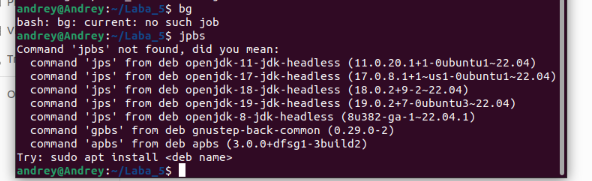 andrey@Andrey:~/Laba_5$ bg
bash: bg: current: no such job
andrey@Andrey:~/Laba_5$ jpbs
Command 'jpbs' not found, did you mean:
  command 'jps' from deb openjdk-11-jdk-headless (11.0.20.1+1-0ubuntu1~22.04)
  command 'jps' from deb openjdk-17-jdk-headless (17.0.8.1+1~us1-0ubuntu1~22.04)
  command 'jps' from deb openjdk-18-jdk-headless (18.0.2+9-2~22.04)
  command 'jps' from deb openjdk-19-jdk-headless (19.0.2+7-0ubuntu3~22.04)
  command 'jps' from deb openjdk-8-jdk-headless (8u382-ga-1~22.04.1)
  command 'gpbs' from deb gnustep-back-common (0.29.0-2)
  command 'apbs' from deb apbs (3.0.0+dfsg1-3build2)
Try: sudo apt install <deb name>
andrey@Andrey:~/Laba_5$